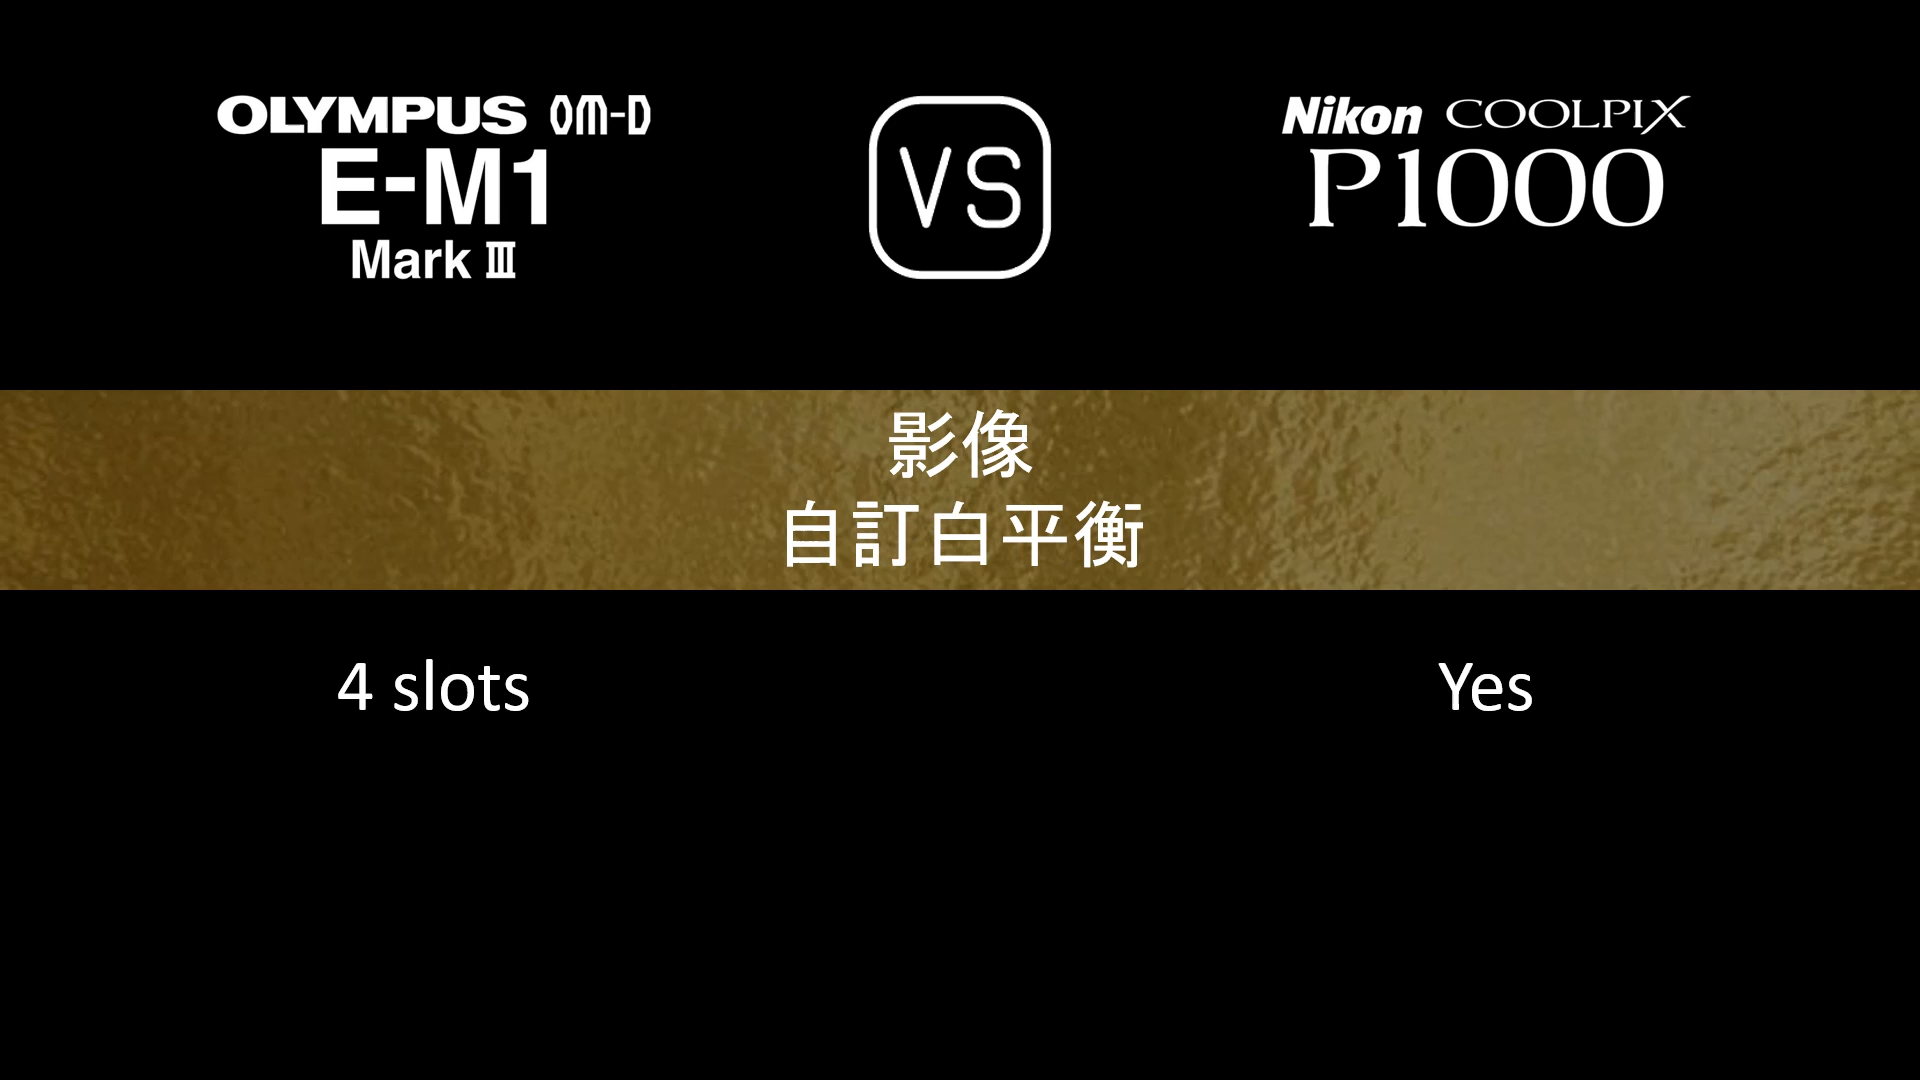 OLYMPUS OM-D
E-M1
Mark III
VS
Nikon COOLPIX
P1000
影像
自訂白平衡
4 slots
Yes